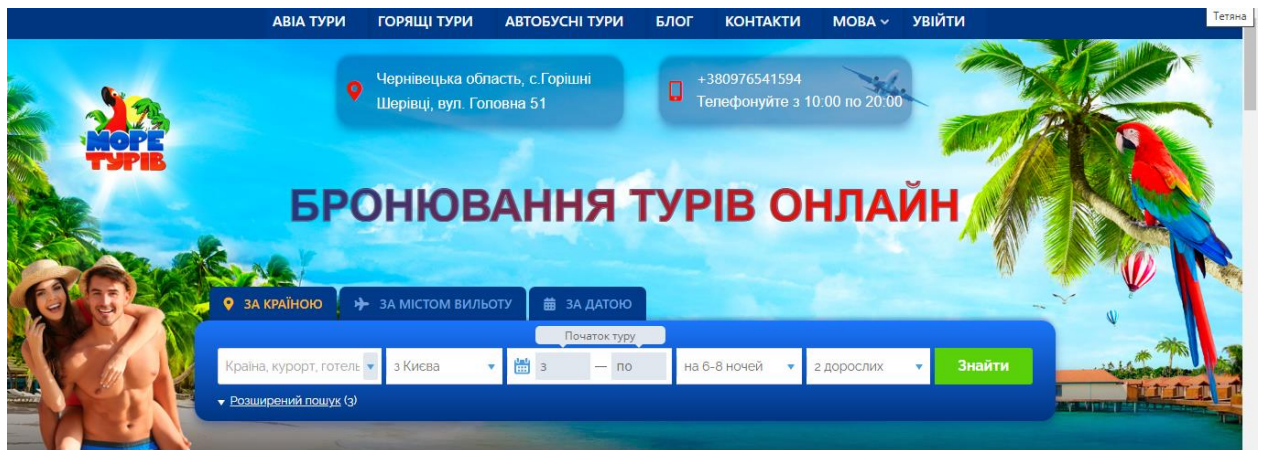 АВІА ТУРИ ГОРЯЩІ ТУРИ АВТОБУСНІ ТУРИ БЛОГ КОНТАКТИ МОВА УВІЙТИ
Тетяна
Чернівецька область, с.Горішні
Шерівці, вул. Головна 51
+380976541594
Телефонуйте з 10:00 по 20:00
МОРЕ
ТУРІВ
БРОНЮВАННЯ ТУРІВ ОНЛАЙН
ЗА КРАЇНОЮ ЗА МІСТОМ ВИЛЬОТУ ЗА ДАТОЮ
Початок туру
Країна, курорт, готель з Києва з — по на 6-8 ночей 2 дорослих Знайти
Розширений пошук (3)